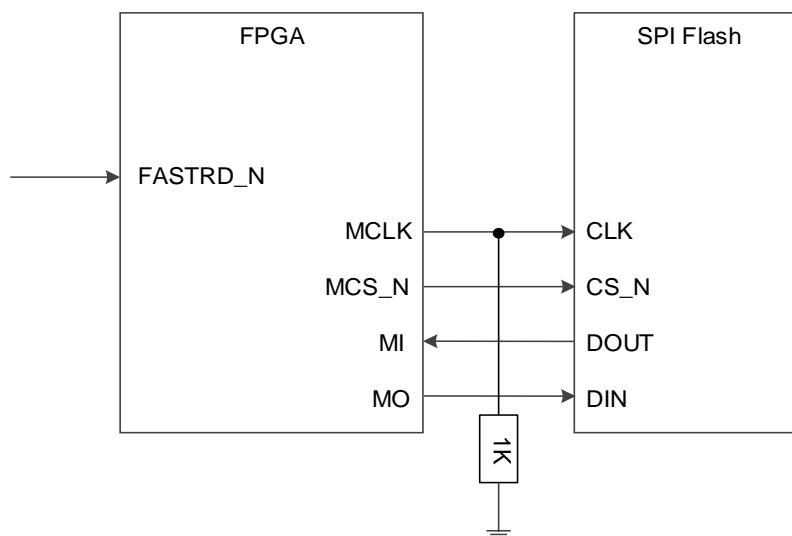 FPGA
SPI Flash
FASTRD_N
MCLK
CLK
MCS_N
CS_N
MI
DOUT
MO
DIN
1K